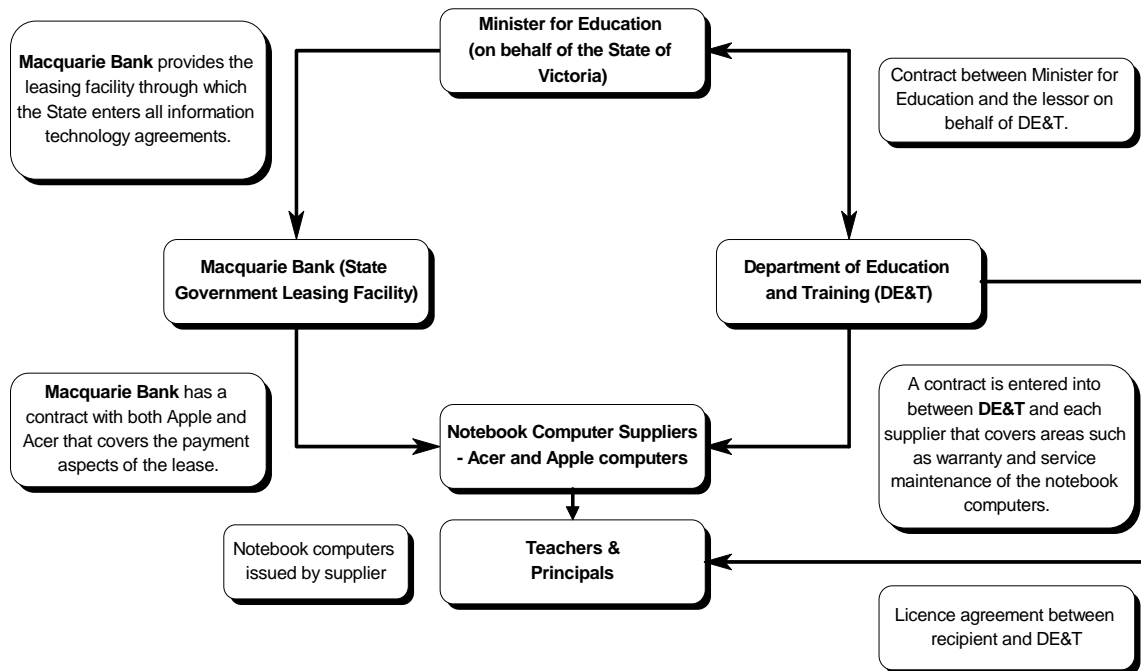 Minister for Education
(on behalf of the State of
Victoria)
Macquarie Bank provides the
leasing facility through which
the State enters all information
technology agreements.
Contract between Minister for
Education and the lessor on
behalf of DE&T.
Macquarie Bank (State
Government Leasing Facility)
Department of Education
and Training (DE&T)
Macquarie Bank has a
contract with both Apple and
Acer that covers the payment
aspects of the lease.
Notebook Computer Suppliers
- Acer and Apple computers
A contract is entered into
between DE&T and each
supplier that covers areas such
as warranty and service
maintenance of the notebook
computers.
Notebook computers
issued by supplier
Teachers &
Principals
Licence agreement between
recipient and DE&T